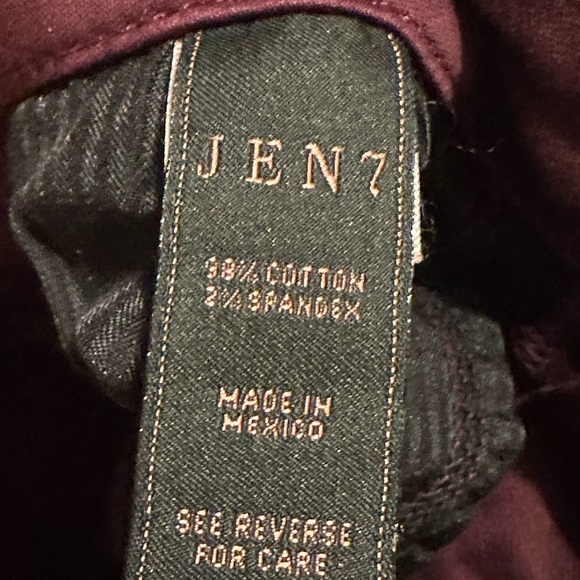 JEN7
98% COTTON
2% SPANDEX
MADE IN
MEXICO
SEE REVERSE
FOR CARE